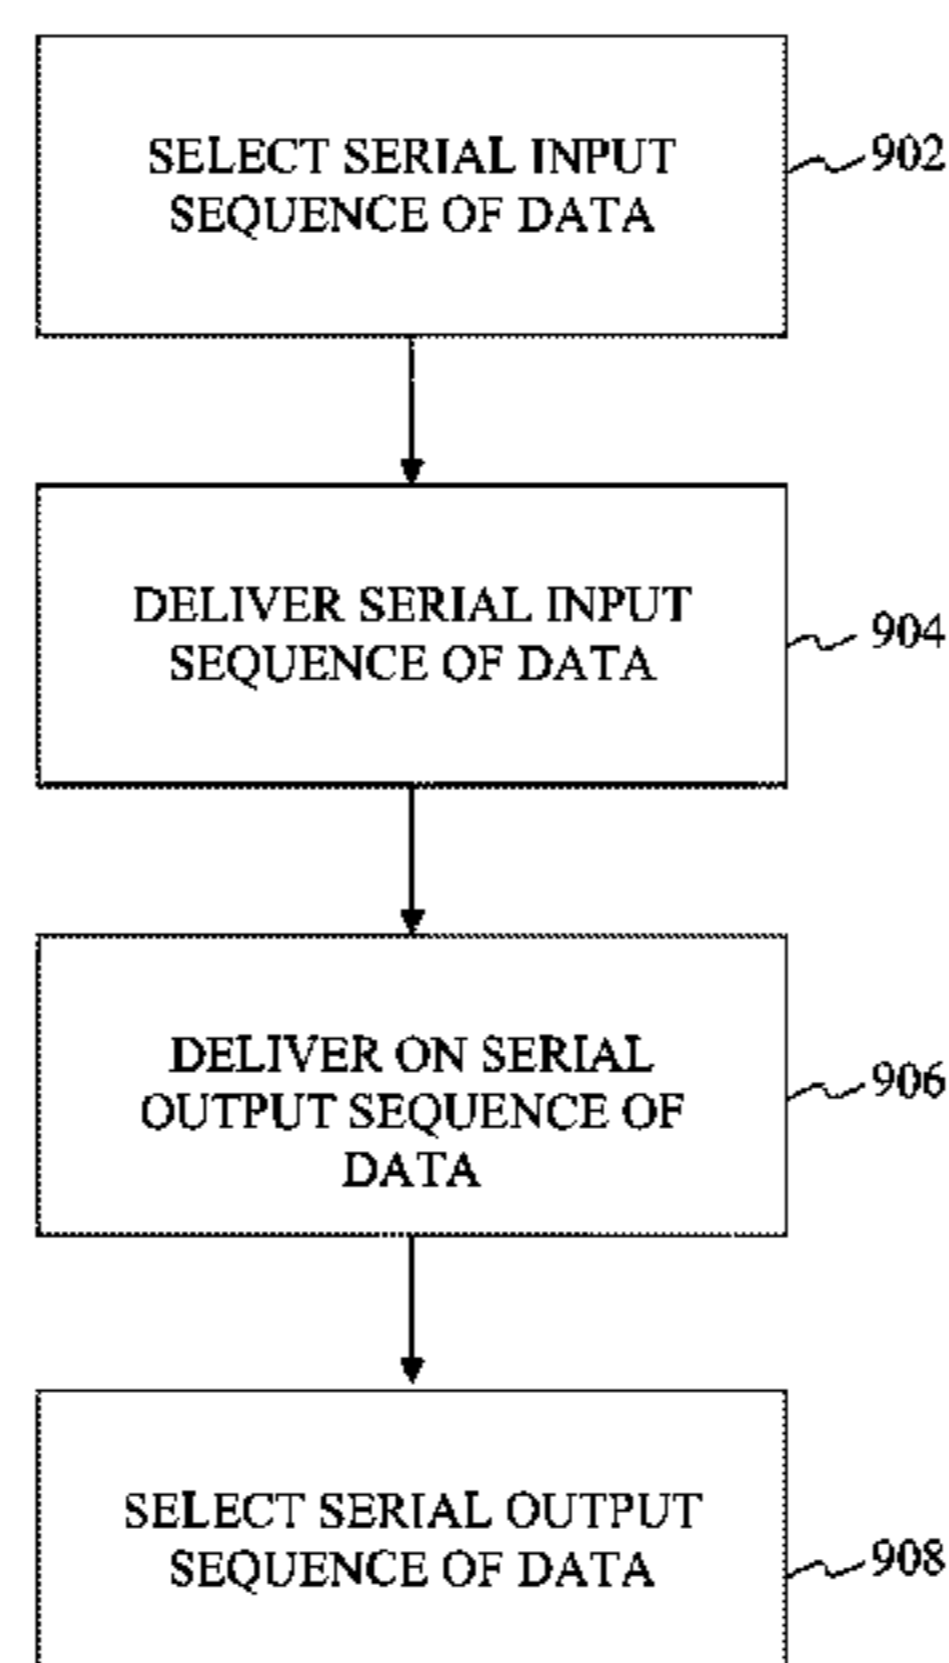 SELECT SERIAL INPUT
SEQUENCE OF DATA
902
DELIVER SERIAL INPUT
SEQUENCE OF DATA
904
DELIVER ON SERIAL
OUTPUT SEQUENCE OF
DATA
906
SELECT SERIAL OUTPUT
SEQUENCE OF DATA
908